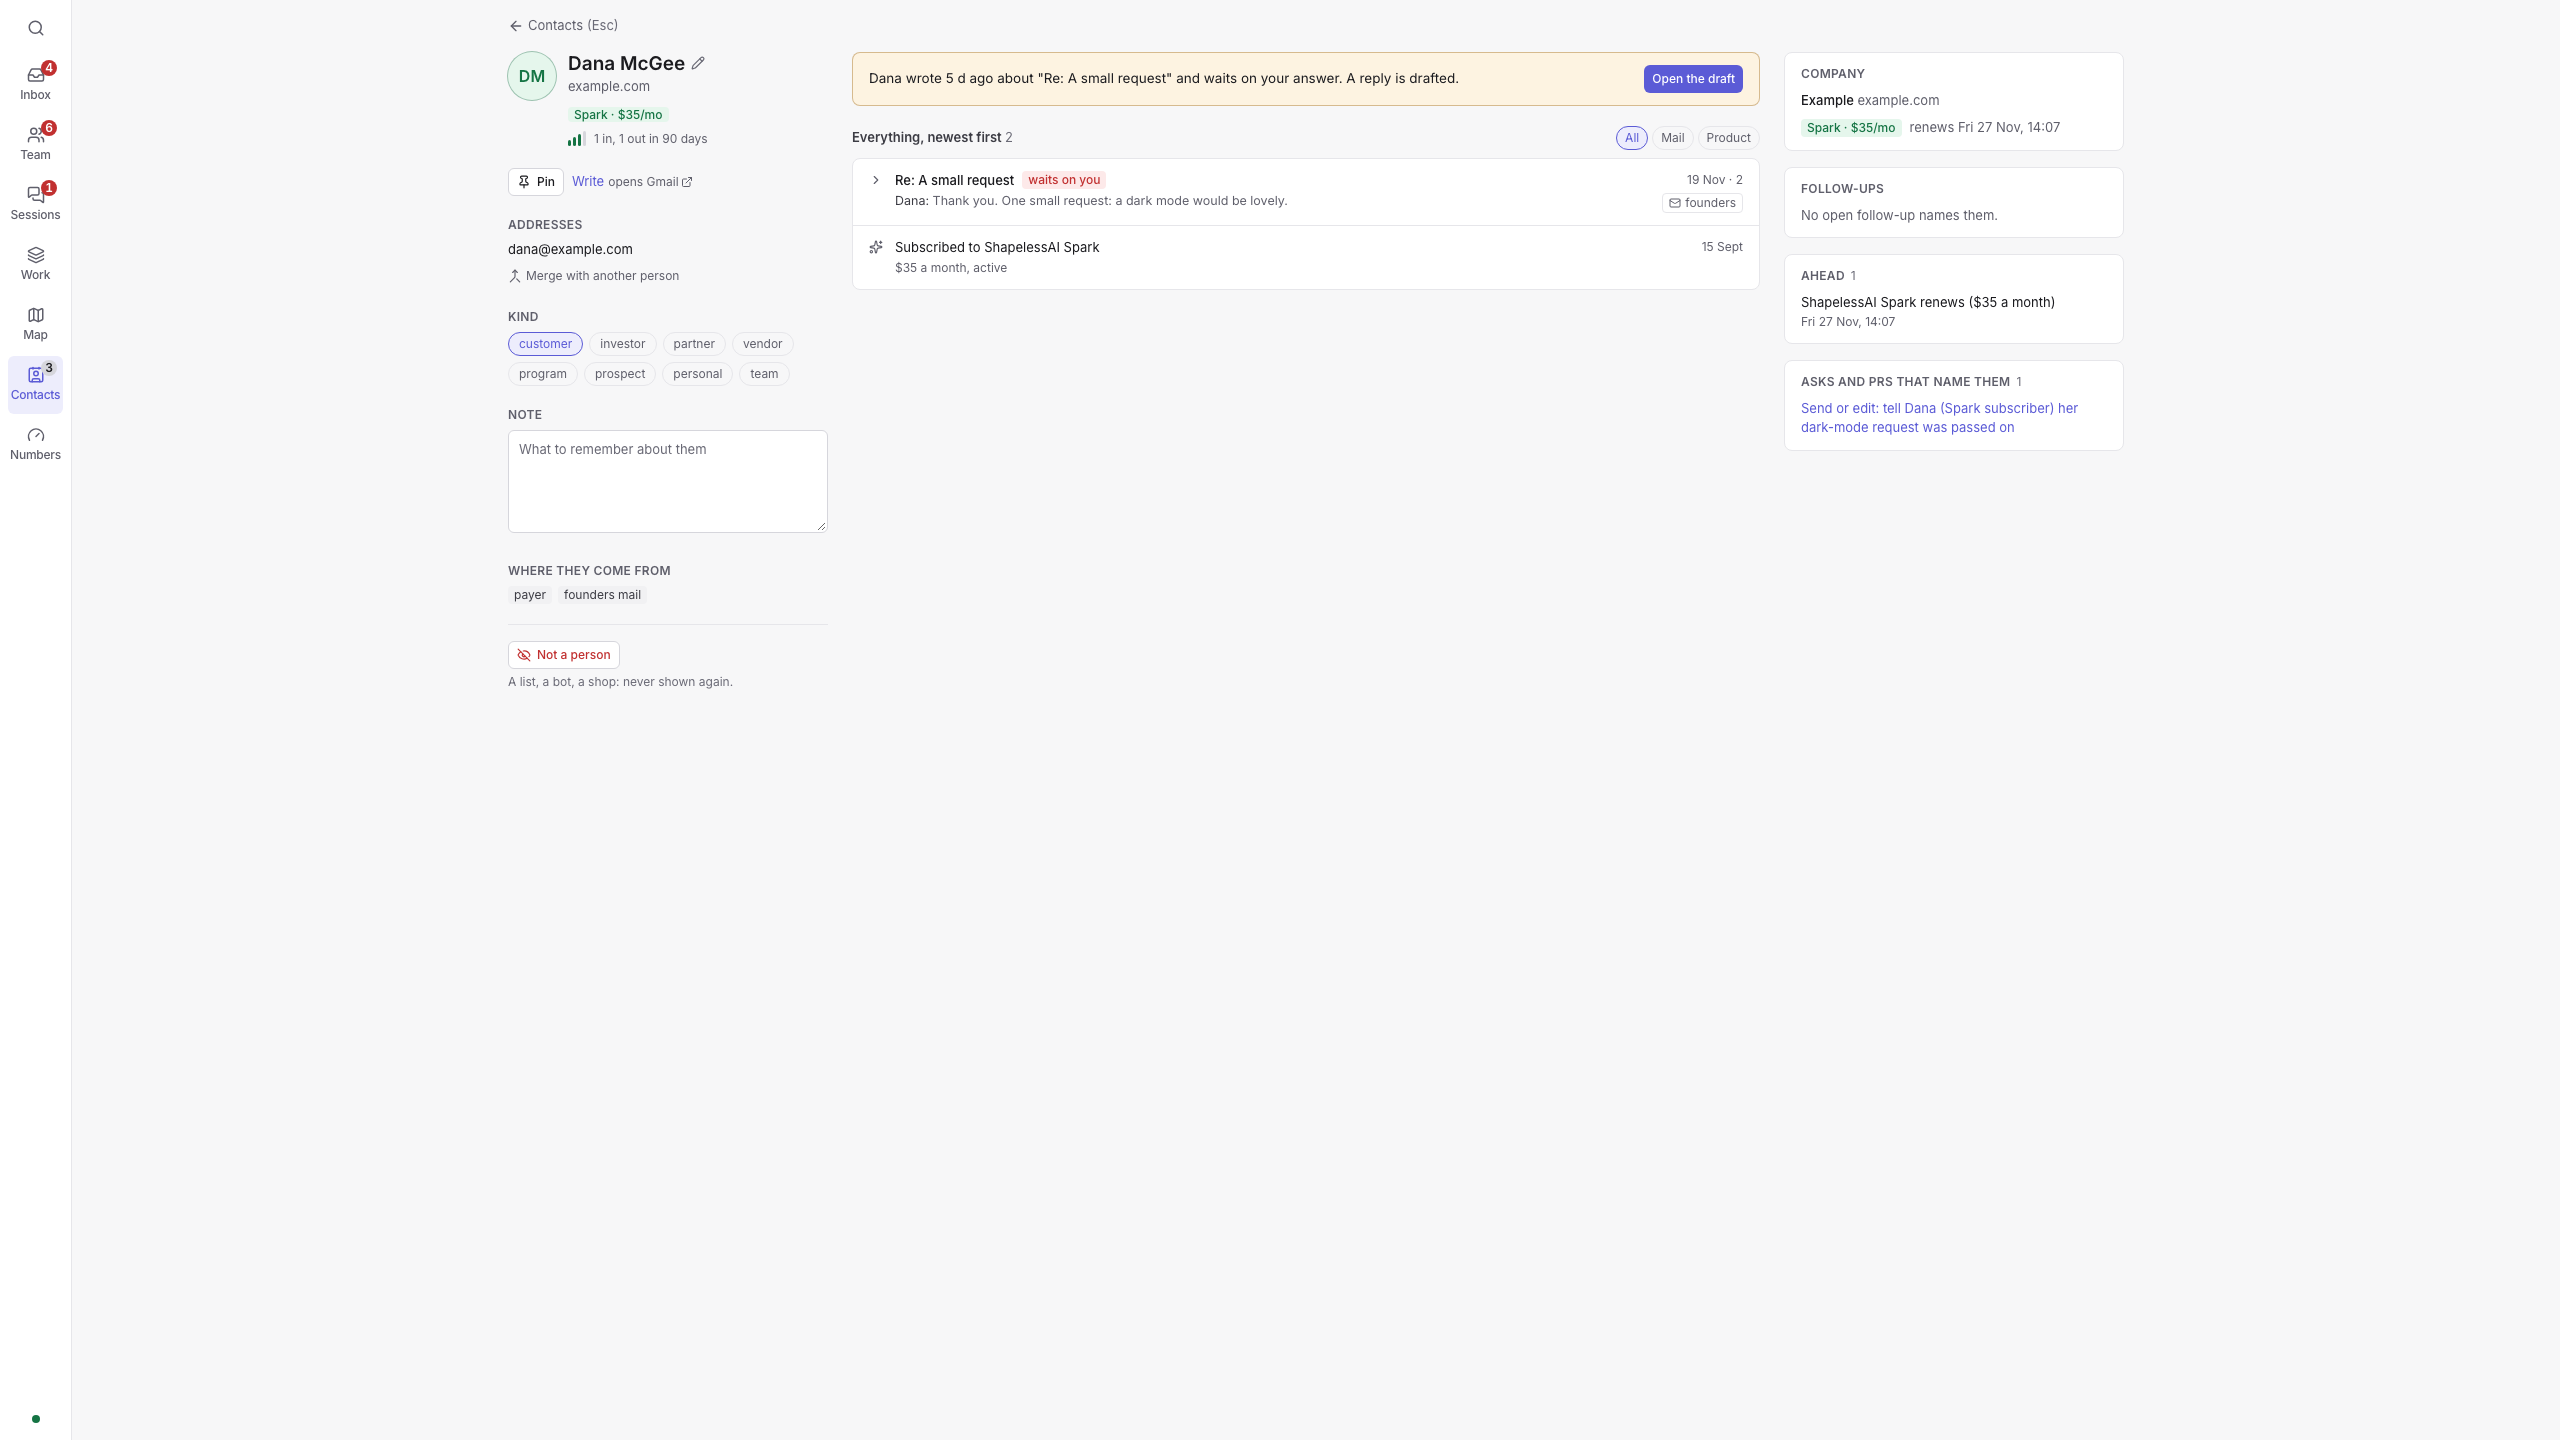 4
Inbox
6
Team
1
Sessions
Work
Map
3
Contacts
Numbers
Contacts (Esc)
DM
Dana McGee
example.com
Spark · $35/mo
1 in, 1 out in 90 days
Pin
Write opens Gmail
ADDRESSES
dana@example.com
Merge with another person
KIND
customer investor partner vendor
program prospect personal team
NOTE
What to remember about them
WHERE THEY COME FROM
payer founders mail
Not a person
A list, a bot, a shop: never shown again.
Dana wrote 5 d ago about "Re: A small request" and waits on your answer. A reply is drafted.
Open the draft
Everything, newest first 2
All Mail Product
Re: A small request waits on you 19 Nov · 2
Dana: Thank you. One small request: a dark mode would be lovely. founders
Subscribed to ShapelessAI Spark 15 Sept
$35 a month, active
COMPANY
Example example.com
Spark · $35/mo renews Fri 27 Nov, 14:07
FOLLOW-UPS
No open follow-up names them.
AHEAD 1
ShapelessAI Spark renews ($35 a month)
Fri 27 Nov, 14:07
ASKS AND PRS THAT NAME THEM 1
Send or edit: tell Dana (Spark subscriber) her
dark-mode request was passed on